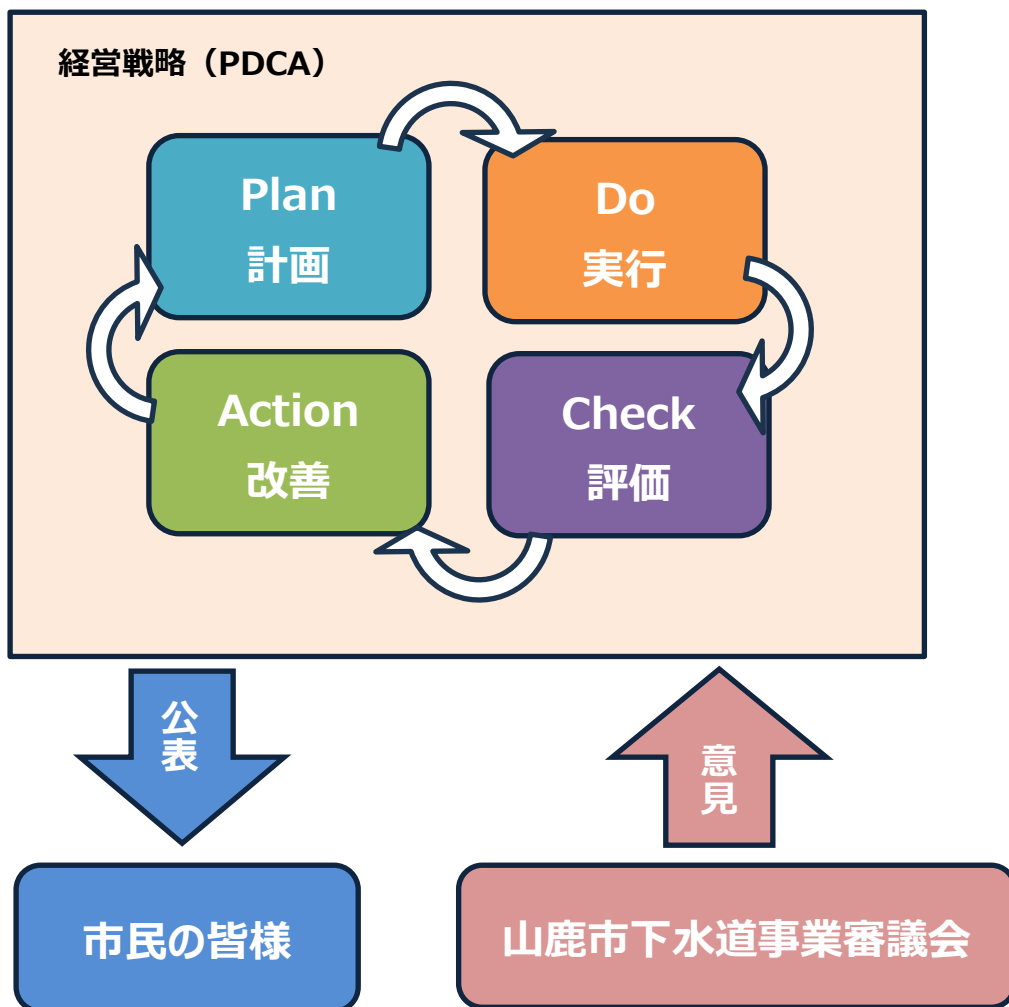 経営戦略（PDCA）
Plan
計画
Do
実行
Action
改善
Check
評価
公表
意見
市民の皆様
山鹿市下水道事業審議会